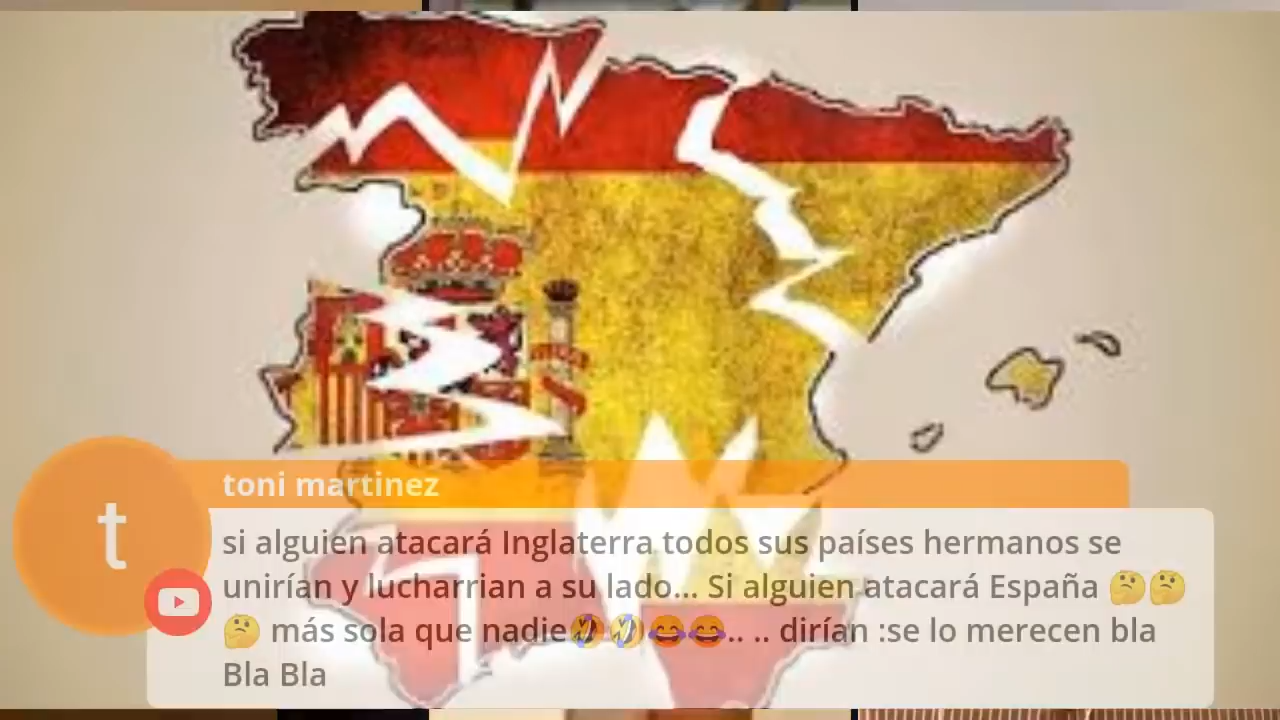 t
toni martinez
si alguien atacará Inglaterra todos sus países hermanos se
unirían y lucharrian a su lado... Si alguien atacará España 🤔🤔
🤔 más sola que nadie🤣🤣😂😂.. .. dirían :se lo merecen bla
Bla Bla